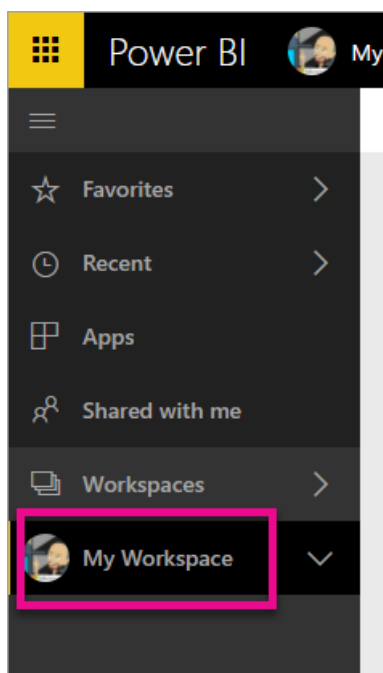 Power BI My
Favorites
Recent
Apps
Shared with me
Workspaces
My Workspace